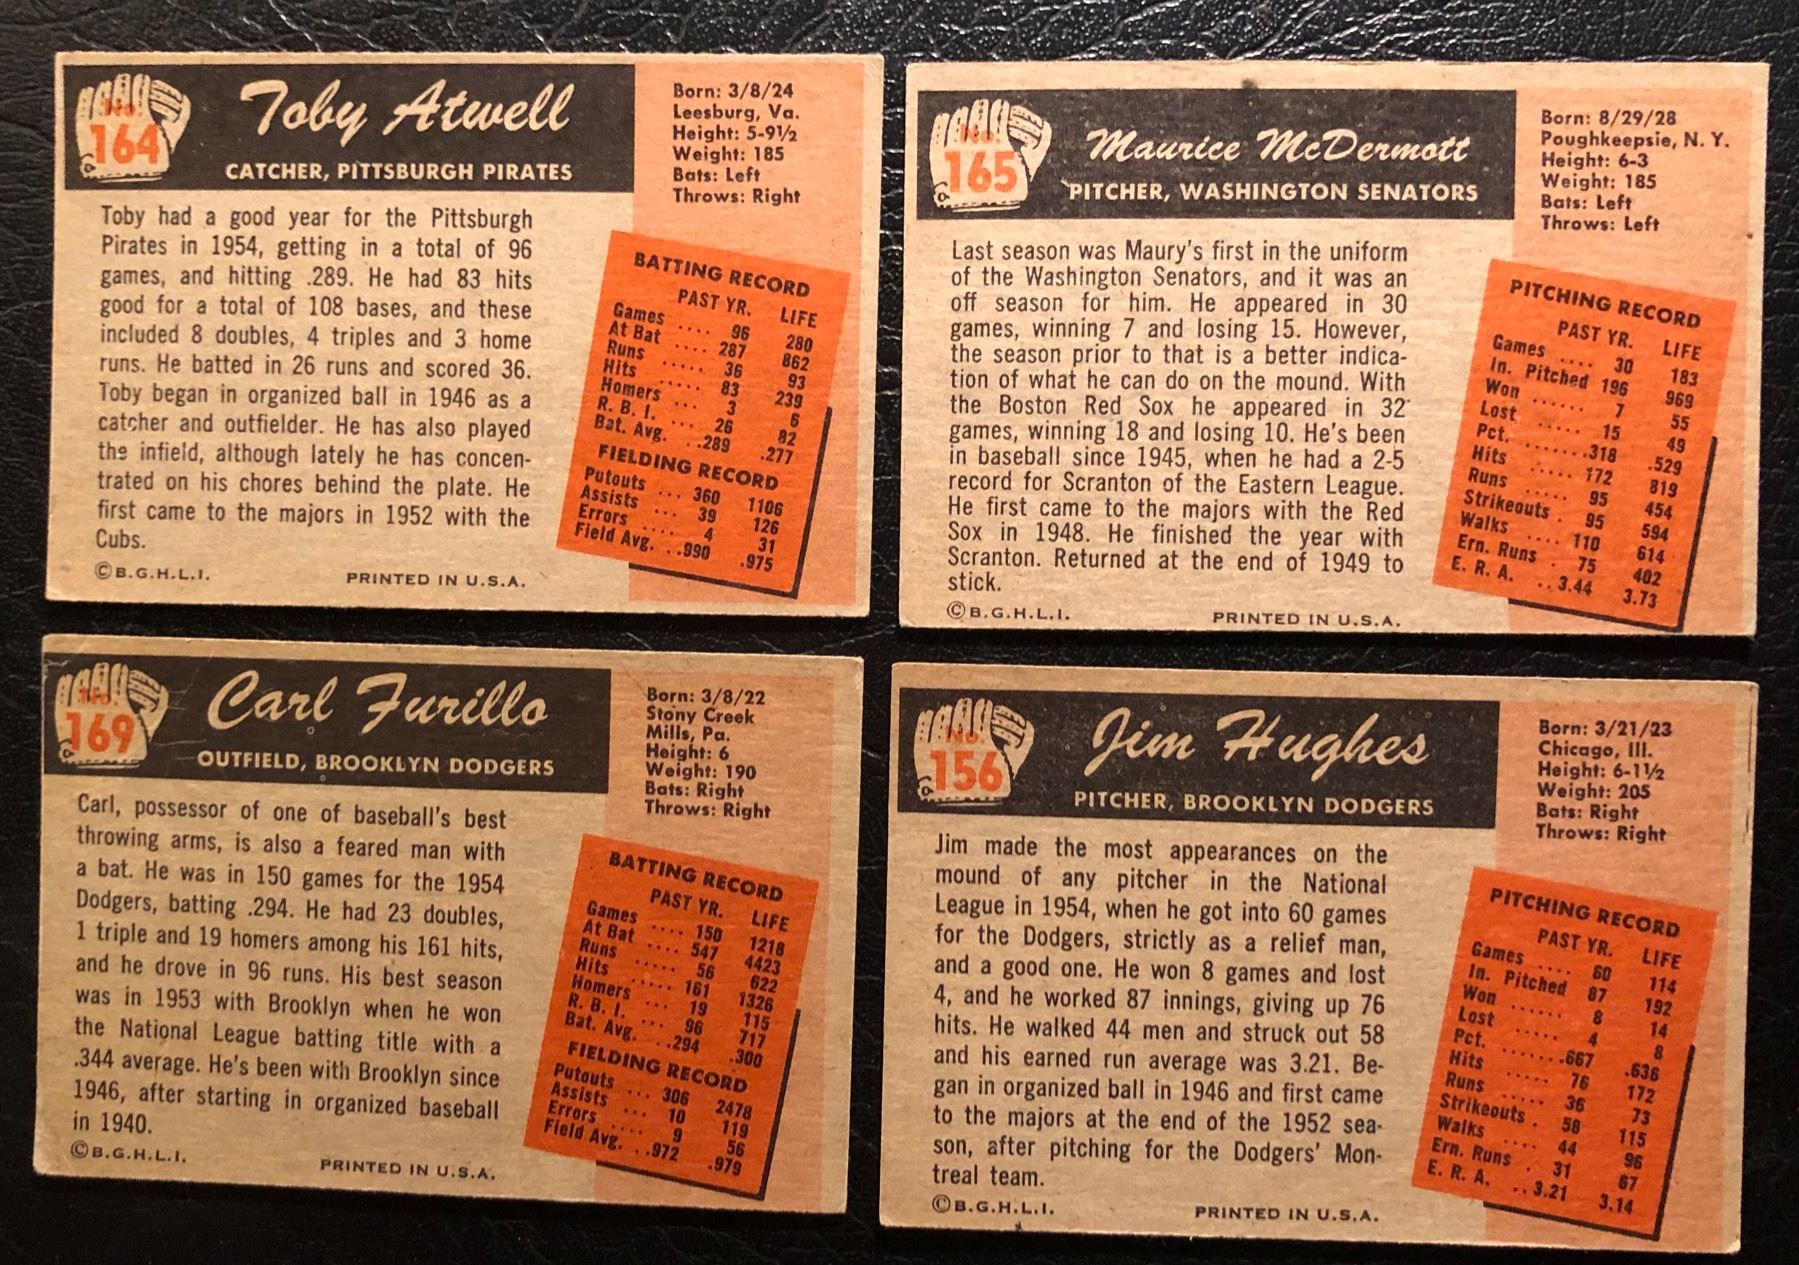 No.
164
Toby Atwell
CATCHER, PITTSBURGH PIRATES
Born: 3/8/24
Leesburg, Va.
Height: 5-9½
Weight: 185
Bats: Left
Throws: Right
Toby had a good year for the Pittsburgh
Pirates in 1954, getting in a total of 96
games, and hitting .289. He had 83 hits
good for a total of 108 bases, and these
included 8 doubles, 4 triples and 3 home
runs. He batted in 26 runs and scored 36.
Toby began in organized ball in 1946 as a
catcher and outfielder. He has also played
the infield, although lately he has concen-
trated on his chores behind the plate. He
first came to the majors in 1952 with the
Cubs.
©B.G.H.L.I. PRINTED IN U.S.A.
BATTING RECORD
PAST YR. LIFE
Games .... 96 280
At Bat .... 287 862
Runs ..... 36 93
Hits ..... 83 239
Homers ... 3 6
R. B. I. ... 26 82
Bat. Avg. ..289 .277
FIELDING RECORD
Putouts ... 360 1106
Assists ... 39 126
Errors .... 4 31
Field Avg. ..990 .975
No.
165
Maurice McDermott
PITCHER, WASHINGTON SENATORS
Born: 8/29/28
Poughkeepsie, N. Y.
Height: 6-3
Weight: 185
Bats: Left
Throws: Left
Last season was Maury's first in the uniform
of the Washington Senators, and it was an
off season for him. He appeared in 30
games, winning 7 and losing 15. However,
the season prior to that is a better indica-
tion of what he can do on the mound. With
the Boston Red Sox he appeared in 32
games, winning 18 and losing 10. He's been
in baseball since 1945, when he had a 2-5
record for Scranton of the Eastern League.
He first came to the majors with the Red
Sox in 1948. He finished the year with
Scranton. Returned at the end of 1949 to
stick.
©B.G.H.L.I. PRINTED IN U.S.A.
PITCHING RECORD
PAST YR. LIFE
Games .... 30 183
In. Pitched 196 969
Won ...... 7 55
Lost ..... 15 49
Pct. .......318 .529
Hits ..... 172 819
Runs ..... 95 454
Strikeouts . 95 594
Walks .... 110 614
Ern. Runs . 75 402
E. R. A. ..3.44 3.73
No.
169
Carl Furillo
OUTFIELD, BROOKLYN DODGERS
Born: 3/8/22
Stony Creek
Mills, Pa.
Height: 6
Weight: 190
Bats: Right
Throws: Right
Carl, possessor of one of baseball's best
throwing arms, is also a feared man with
a bat. He was in 150 games for the 1954
Dodgers, batting .294. He had 23 doubles,
1 triple and 19 homers among his 161 hits,
and he drove in 96 runs. His best season
was in 1953 with Brooklyn when he won
the National League batting title with a
.344 average. He's been with Brooklyn since
1946, after starting in organized baseball
in 1940.
©B.G.H.L.I. PRINTED IN U.S.A.
BATTING RECORD
PAST YR. LIFE
Games .... 150 1218
At Bat .... 547 4423
Runs ..... 56 622
Hits ..... 161 1326
Homers ... 19 115
R. B. I. ... 96 717
Bat. Avg. ..294 .300
FIELDING RECORD
Putouts ... 306 2478
Assists ... 10 119
Errors .... 9 56
Field Avg. ..972 .979
No.
156
Jim Hughes
PITCHER, BROOKLYN DODGERS
Born: 3/21/23
Chicago, Ill.
Height: 6-1½
Weight: 205
Bats: Right
Throws: Right
Jim made the most appearances on the
mound of any pitcher in the National
League in 1954, when he got into 60 games
for the Dodgers, strictly as a relief man,
and a good one. He won 8 games and lost
4, and he worked 87 innings, giving up 76
hits. He walked 44 men and struck out 58
and his earned run average was 3.21. Be-
gan in organized ball in 1946 and first came
to the majors at the end of the 1952 sea-
son, after pitching for the Dodgers' Mon-
treal team.
©B.G.H.L.I. PRINTED IN U.S.A.
PITCHING RECORD
PAST YR. LIFE
Games .... 60 114
In. Pitched 87 192
Won ...... 8 14
Lost ..... 4 8
Pct. .......667 .636
Hits ..... 76 172
Runs ..... 36 73
Strikeouts . 58 115
Walks .... 44 96
Ern. Runs . 31 67
E. R. A. ..3.21 3.14